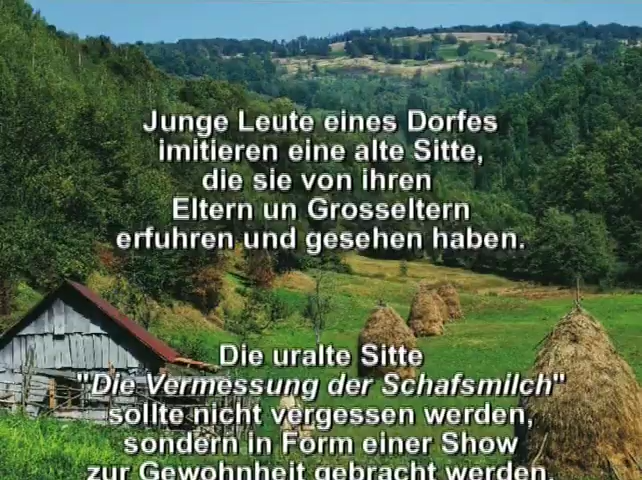 Junge Leute eines Dorfes
imitieren eine alte Sitte,
die sie von ihren
Eltern un Grosseltern
erfuhren und gesehen haben.
Die uralte Sitte
"Die Vermessung der Schafsmilch"
sollte nicht vergessen werden,
sondern in Form einer Show
zur Gewohnheit gebracht werden.